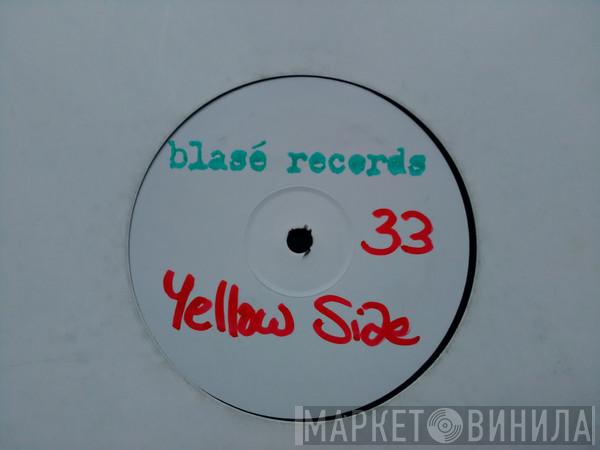 blasé records
33
Yellow Side
МАРКЕТ ВИНИЛА